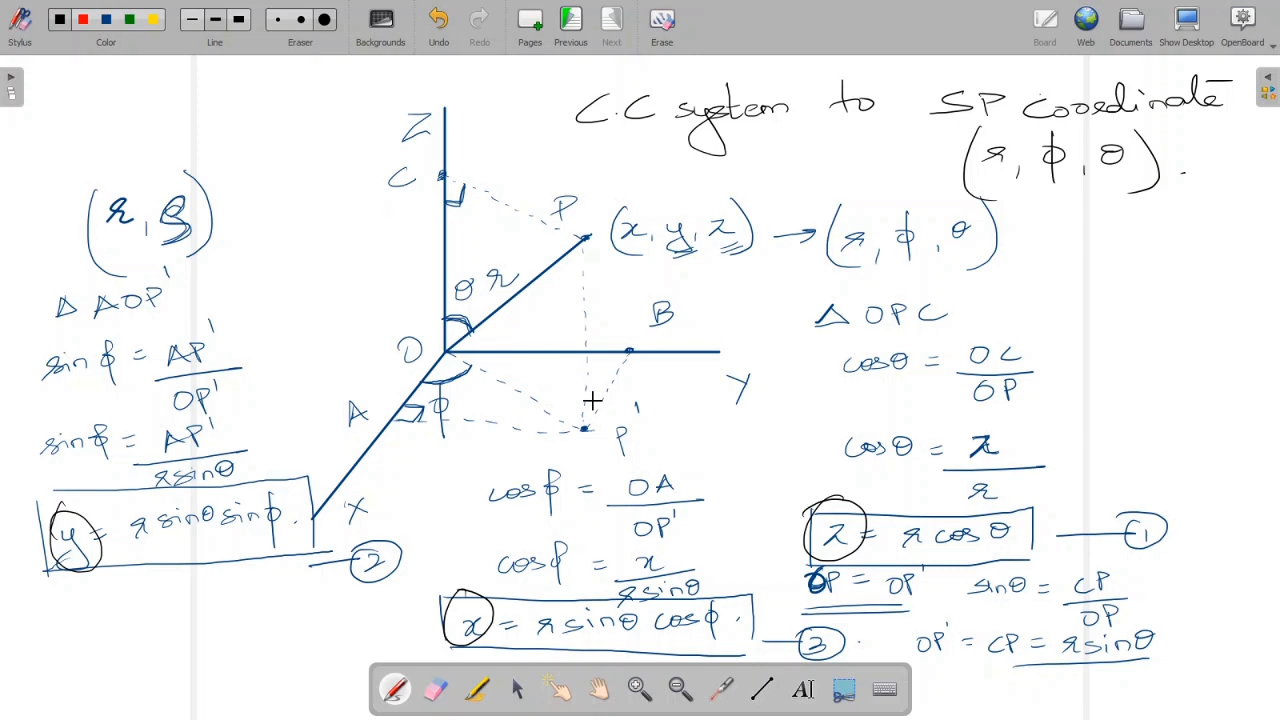 Stylus
Color
Line
Eraser
Backgrounds
Undo
Redo
Pages
Previous
Next
Erase
Board
Web
Documents
Show Desktop
OpenBoard
C.C system to SP coordinate
(r, ϕ, θ).
Z
C
P
(x, y, z) → (r, ϕ, θ)
θ r
O
B
Y
A
ϕ
P'
X
Δ AOP'
sin ϕ = AP' / OP'
sin ϕ = AP' / r sin θ
y = r sin θ sin ϕ. — 2
cos ϕ = OA / OP'
cos ϕ = x / r sin θ
x = r sin θ cos ϕ. — 3
Δ OPC
cos θ = OC / OP
cos θ = z / r
z = r cos θ — 1
P = OP'
sin θ = CP / OP
OP' = CP = r sin θ